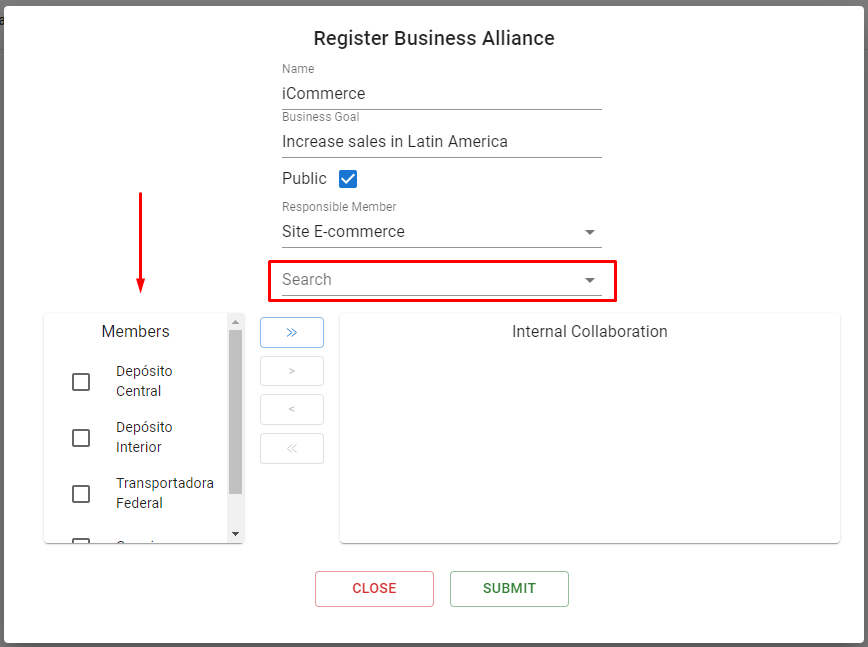 Register Business Alliance
Name
iCommerce
Business Goal
Increase sales in Latin America
Public
Responsible Member
Site E-commerce
Search
Members
Depósito
Central
Depósito
Interior
Transportadora
Federal
>>
>
<
<<
Internal Collaboration
CLOSE
SUBMIT